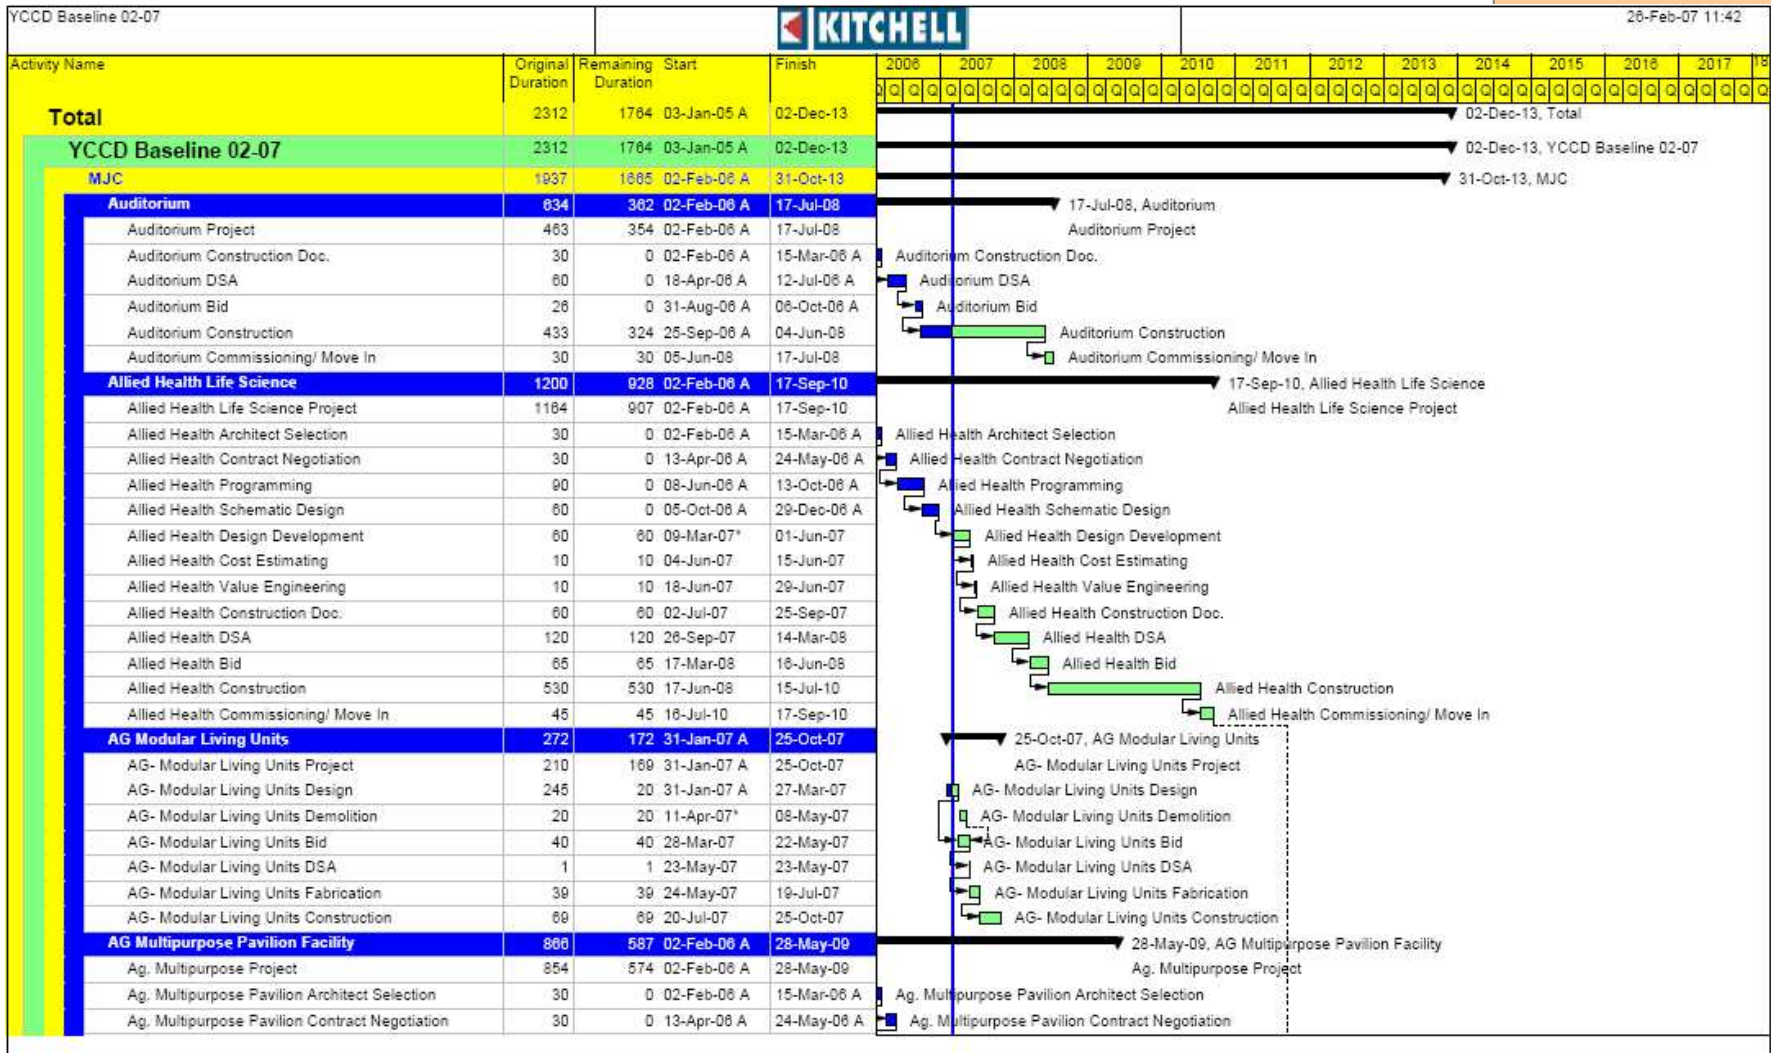 YCCD Baseline 02-07 KITCHELL 26-Feb-07 11:42
Activity Name Original Duration Remaining Duration Start Finish 2006 2007 2008 2009 2010 2011 2012 2013 2014 2015 2016 2017 18
Q Q Q Q Q Q Q Q Q Q Q Q Q Q Q Q Q Q Q Q Q Q Q Q Q Q Q Q Q Q Q Q Q Q Q Q Q Q Q Q Q Q Q Q Q Q Q Q
Total 2312 1764 03-Jan-05 A 02-Dec-13 02-Dec-13, Total
YCCD Baseline 02-07 2312 1764 03-Jan-05 A 02-Dec-13 02-Dec-13, YCCD Baseline 02-07
MJC 1937 1665 02-Feb-06 A 31-Oct-13 31-Oct-13, MJC
Auditorium 634 362 02-Feb-06 A 17-Jul-08 17-Jul-08, Auditorium
Auditorium Project 463 354 02-Feb-06 A 17-Jul-08 Auditorium Project
Auditorium Construction Doc. 30 0 02-Feb-06 A 15-Mar-06 A Auditorium Construction Doc.
Auditorium DSA 60 0 18-Apr-06 A 12-Jul-06 A Auditorium DSA
Auditorium Bid 26 0 31-Aug-06 A 06-Oct-06 A Auditorium Bid
Auditorium Construction 433 324 25-Sep-06 A 04-Jun-08 Auditorium Construction
Auditorium Commissioning/ Move In 30 30 05-Jun-08 17-Jul-08 Auditorium Commissioning/ Move In
Allied Health Life Science 1200 928 02-Feb-06 A 17-Sep-10 17-Sep-10, Allied Health Life Science
Allied Health Life Science Project 1164 907 02-Feb-06 A 17-Sep-10 Allied Health Life Science Project
Allied Health Architect Selection 30 0 02-Feb-06 A 15-Mar-06 A Allied Health Architect Selection
Allied Health Contract Negotiation 30 0 13-Apr-06 A 24-May-06 A Allied Health Contract Negotiation
Allied Health Programming 90 0 08-Jun-06 A 13-Oct-06 A Allied Health Programming
Allied Health Schematic Design 60 0 05-Oct-06 A 29-Dec-06 A Allied Health Schematic Design
Allied Health Design Development 60 60 09-Mar-07* 01-Jun-07 Allied Health Design Development
Allied Health Cost Estimating 10 10 04-Jun-07 15-Jun-07 Allied Health Cost Estimating
Allied Health Value Engineering 10 10 18-Jun-07 29-Jun-07 Allied Health Value Engineering
Allied Health Construction Doc. 60 60 02-Jul-07 25-Sep-07 Allied Health Construction Doc.
Allied Health DSA 120 120 26-Sep-07 14-Mar-08 Allied Health DSA
Allied Health Bid 65 65 17-Mar-08 16-Jun-08 Allied Health Bid
Allied Health Construction 530 530 17-Jun-08 15-Jul-10 Allied Health Construction
Allied Health Commissioning/ Move In 45 45 16-Jul-10 17-Sep-10 Allied Health Commissioning/ Move In
AG Modular Living Units 272 172 31-Jan-07 A 25-Oct-07 25-Oct-07, AG Modular Living Units
AG- Modular Living Units Project 210 169 31-Jan-07 A 25-Oct-07 AG- Modular Living Units Project
AG- Modular Living Units Design 245 20 31-Jan-07 A 27-Mar-07 AG- Modular Living Units Design
AG- Modular Living Units Demolition 20 20 11-Apr-07* 08-May-07 AG- Modular Living Units Demolition
AG- Modular Living Units Bid 40 40 28-Mar-07 22-May-07 AG- Modular Living Units Bid
AG- Modular Living Units DSA 1 1 23-May-07 23-May-07 AG- Modular Living Units DSA
AG- Modular Living Units Fabrication 39 39 24-May-07 19-Jul-07 AG- Modular Living Units Fabrication
AG- Modular Living Units Construction 69 69 20-Jul-07 25-Oct-07 AG- Modular Living Units Construction
AG Multipurpose Pavilion Facility 866 587 02-Feb-06 A 28-May-09 28-May-09, AG Multipurpose Pavilion Facility
Ag. Multipurpose Project 854 574 02-Feb-06 A 28-May-09 Ag. Multipurpose Project
Ag. Multipurpose Pavilion Architect Selection 30 0 02-Feb-06 A 15-Mar-06 A Ag. Multipurpose Pavilion Architect Selection
Ag. Multipurpose Pavilion Contract Negotiation 30 0 13-Apr-06 A 24-May-06 A Ag. Multipurpose Pavilion Contract Negotiation